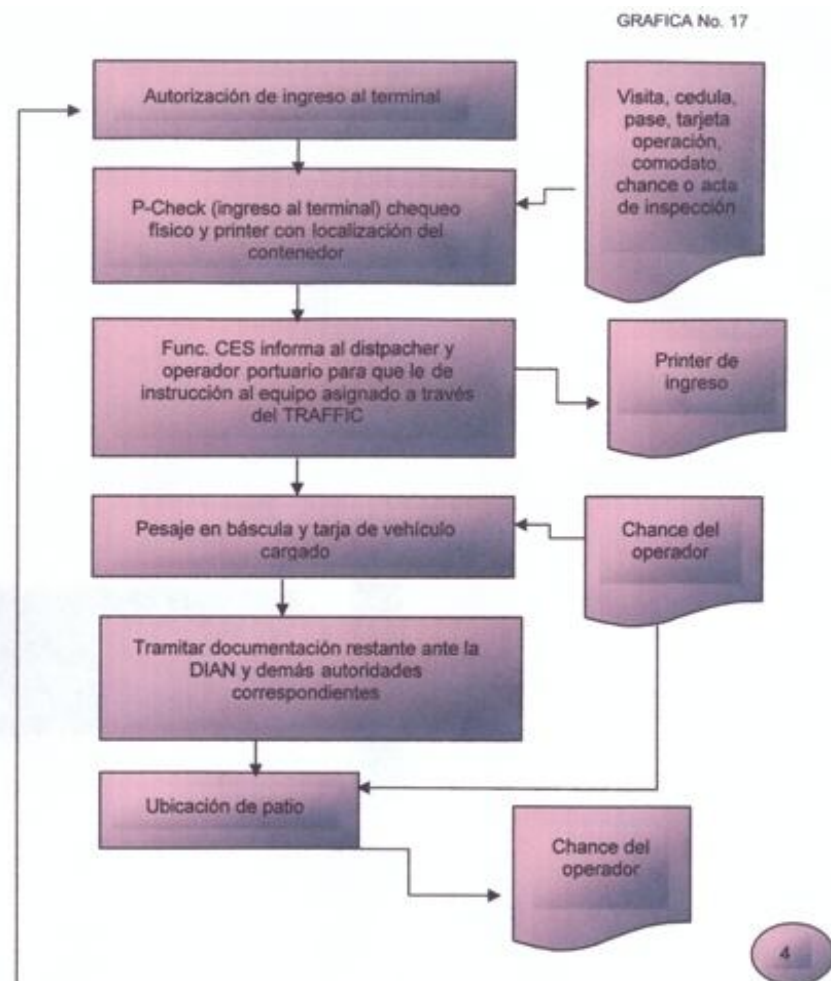 GRAFICA No. 17
Autorización de ingreso al terminal
Visita, cedula,
pase, tarjeta
operación,
comodato,
chance o acta
de inspección
P-Check (ingreso al terminal) chequeo
físico y printer con localización del
contenedor
Func. CES informa al distpacher y
operador portuario para que le de
instrucción al equipo asignado a través
del TRAFFIC
Printer de
ingreso
Pesaje en báscula y tarja de vehículo
cargado
Chance del
operador
Tramitar documentación restante ante la
DIAN y demás autoridades
correspondientes
Ubicación de patio
Chance del
operador
4